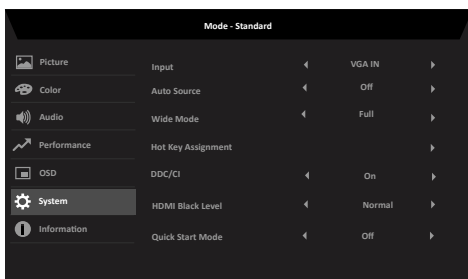 Mode - Standard
Picture
Color
Audio
Performance
OSD
System
Information
Input VGA IN
Auto Source Off
Wide Mode Full
Hot Key Assignment
DDC/CI On
HDMI Black Level Normal
Quick Start Mode Off